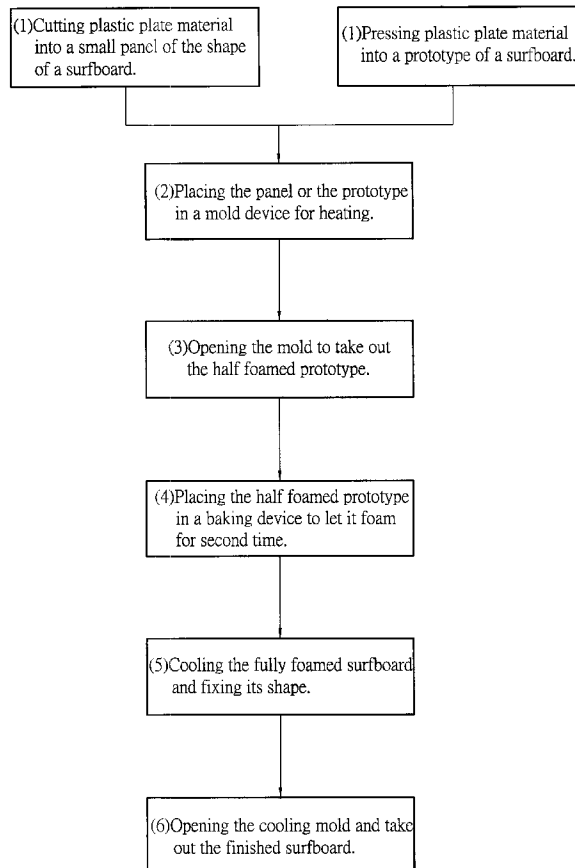 (1)Cutting plastic plate material
into a small panel of the shape
of a surfboard.
(1)Pressing plastic plate material
into a prototype of a surfboard.
(2)Placing the panel or the prototype
in a mold device for heating.
(3)Opening the mold to take out
the half foamed prototype.
(4)Placing the half foamed prototype
in a baking device to let it foam
for second time.
(5)Cooling the fully foamed surfboard
and fixing its shape.
(6)Opening the cooling mold and take
out the finished surfboard.